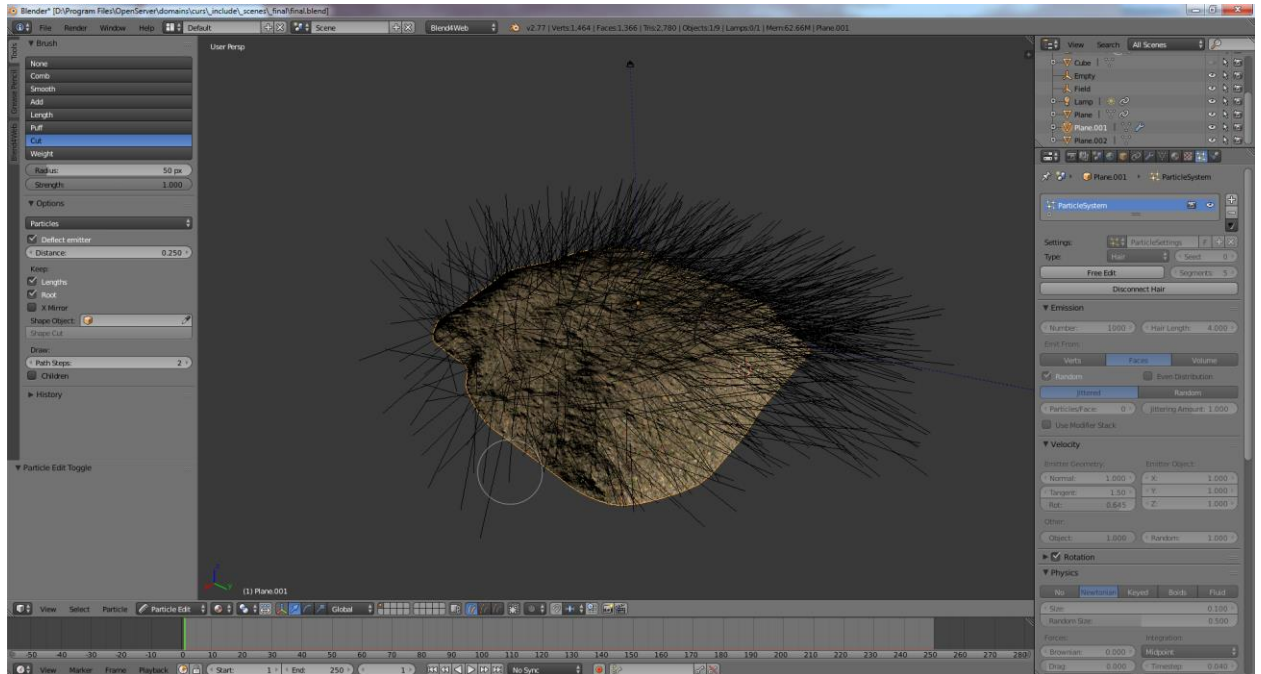 Blender* [D:\Program Files\OpenServer\domains\curs\_include\_scenes\_final\final.blend]
File Render Window Help Default Scene Blend4Web v2.77 | Verts:1,464 | Faces:1,366 | Tris:2,780 | Objects:1/9 | Lamps:0/1 | Mem:62.66M | Plane.001
Tools
Grease Pencil
Blend4Web
Brush
None
Comb
Smooth
Add
Length
Puff
Cut
Weight
Radius: 50 px
Strength: 1.000
Options
Particles
Deflect emitter
Distance: 0.250
Keep:
Lengths
Root
X Mirror
Shape Object:
Shape Cut
Draw:
Path Steps: 2
Children
History
Particle Edit Toggle
User Persp
(1) Plane.001
View Select Particle Particle Edit Global
-50 -40 -30 -20 -10 0 10 20 30 40 50 60 70 80 90 100 110 120 130 140 150 160 170 180 190 200 210 220 230 240 250 260 270 280
View Marker Frame Playback Start: 1 End: 250 1 No Sync
View Search All Scenes
Cube
Empty
Field
Lamp
Plane
Plane.001
Plane.002
Plane.001 ParticleSystem
ParticleSystem
Settings: ParticleSettings F
Type: Hair Seed: 0
Free Edit Segments: 5
Disconnect Hair
Emission
Number: 1000 Hair Length: 4.000
Emit From:
Verts Faces Volume
Random Even Distribution
Jittered Random
Particles/Face: 0 Jittering Amount: 1.000
Use Modifier Stack
Velocity
Emitter Geometry: Emitter Object:
Normal: 1.000 X: 1.000
Tangent: 1.50 Y: 1.000
Rot: 0.645 Z: 1.000
Other:
Object: 1.000 Random: 1.000
Rotation
Physics
No Newtonian Keyed Boids Fluid
Size: 0.100
Random Size: 0.500
Forces: Integration:
Brownian: 0.000 Midpoint
Drag: 0.000 Timestep: 0.040